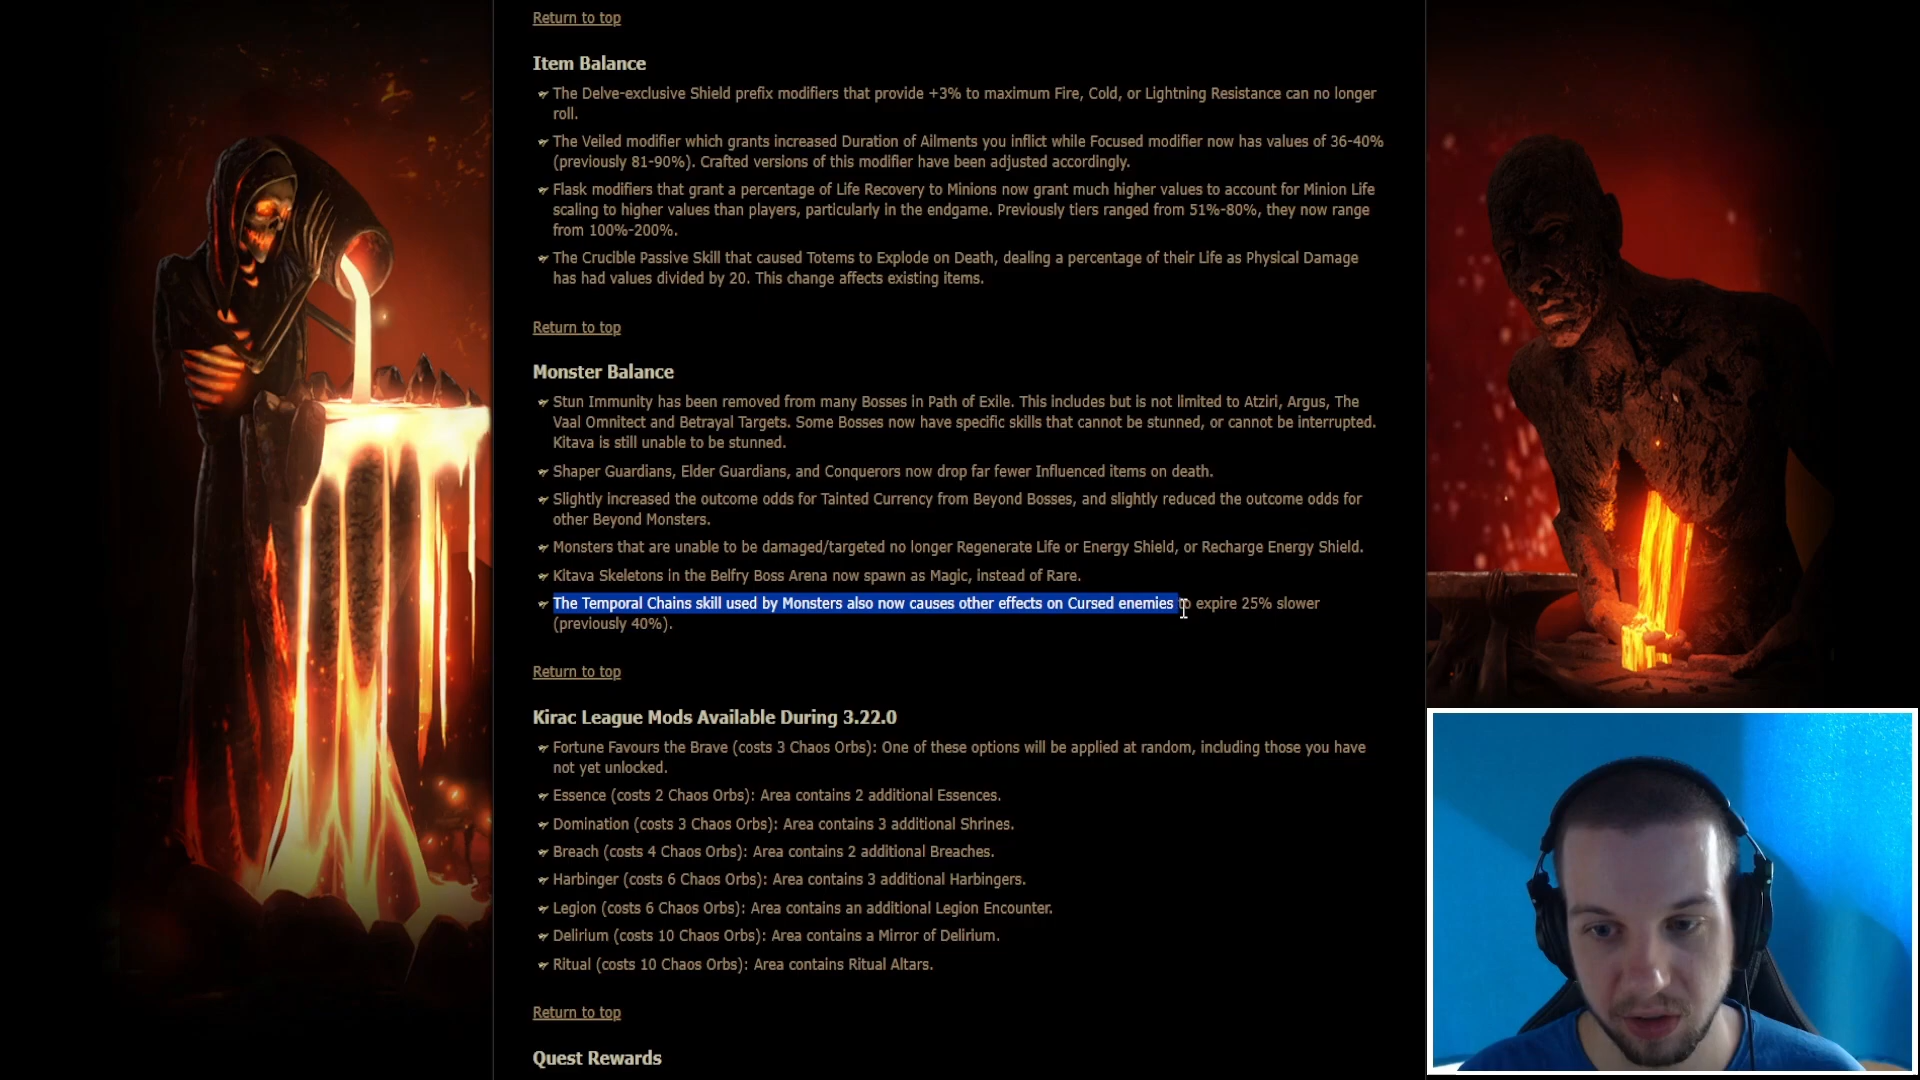 Return to top
Item Balance
The Delve-exclusive Shield prefix modifiers that provide +3% to maximum Fire, Cold, or Lightning Resistance can no longer
roll.
The Veiled modifier which grants increased Duration of Ailments you inflict while Focused modifier now has values of 36-40%
(previously 81-90%). Crafted versions of this modifier have been adjusted accordingly.
Flask modifiers that grant a percentage of Life Recovery to Minions now grant much higher values to account for Minion Life
scaling to higher values than players, particularly in the endgame. Previously tiers ranged from 51%-80%, they now range
from 100%-200%.
The Crucible Passive Skill that caused Totems to Explode on Death, dealing a percentage of their Life as Physical Damage
has had values divided by 20. This change affects existing items.
Return to top
Monster Balance
Stun Immunity has been removed from many Bosses in Path of Exile. This includes but is not limited to Atziri, Argus, The
Vaal Omnitect and Betrayal Targets. Some Bosses now have specific skills that cannot be stunned, or cannot be interrupted.
Kitava is still unable to be stunned.
Shaper Guardians, Elder Guardians, and Conquerors now drop far fewer Influenced items on death.
Slightly increased the outcome odds for Tainted Currency from Beyond Bosses, and slightly reduced the outcome odds for
other Beyond Monsters.
Monsters that are unable to be damaged/targeted no longer Regenerate Life or Energy Shield, or Recharge Energy Shield.
Kitava Skeletons in the Belfry Boss Arena now spawn as Magic, instead of Rare.
The Temporal Chains skill used by Monsters also now causes other effects on Cursed enemies to expire 25% slower
(previously 40%).
Return to top
Kirac League Mods Available During 3.22.0
Fortune Favours the Brave (costs 3 Chaos Orbs): One of these options will be applied at random, including those you have
not yet unlocked.
Essence (costs 2 Chaos Orbs): Area contains 2 additional Essences.
Domination (costs 3 Chaos Orbs): Area contains 3 additional Shrines.
Breach (costs 4 Chaos Orbs): Area contains 2 additional Breaches.
Harbinger (costs 6 Chaos Orbs): Area contains 3 additional Harbingers.
Legion (costs 6 Chaos Orbs): Area contains an additional Legion Encounter.
Delirium (costs 10 Chaos Orbs): Area contains a Mirror of Delirium.
Ritual (costs 10 Chaos Orbs): Area contains Ritual Altars.
Return to top
Quest Rewards